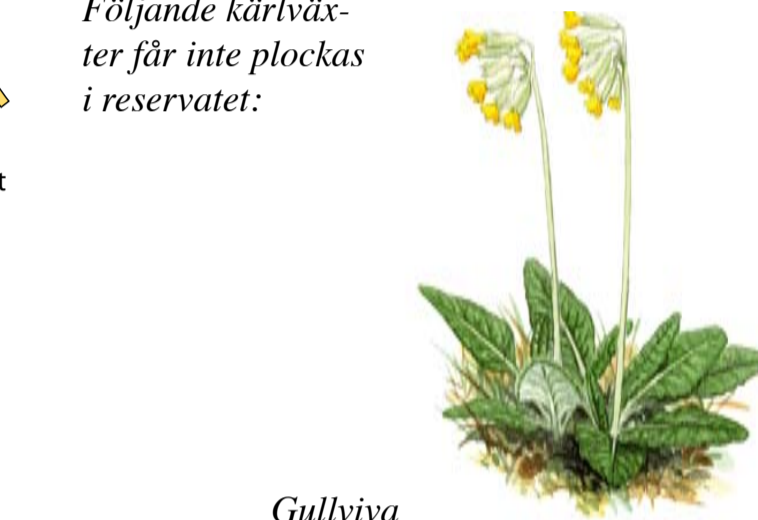 Följande kärlväx-
ter får inte plockas
i reservatet:
t
Gullviva